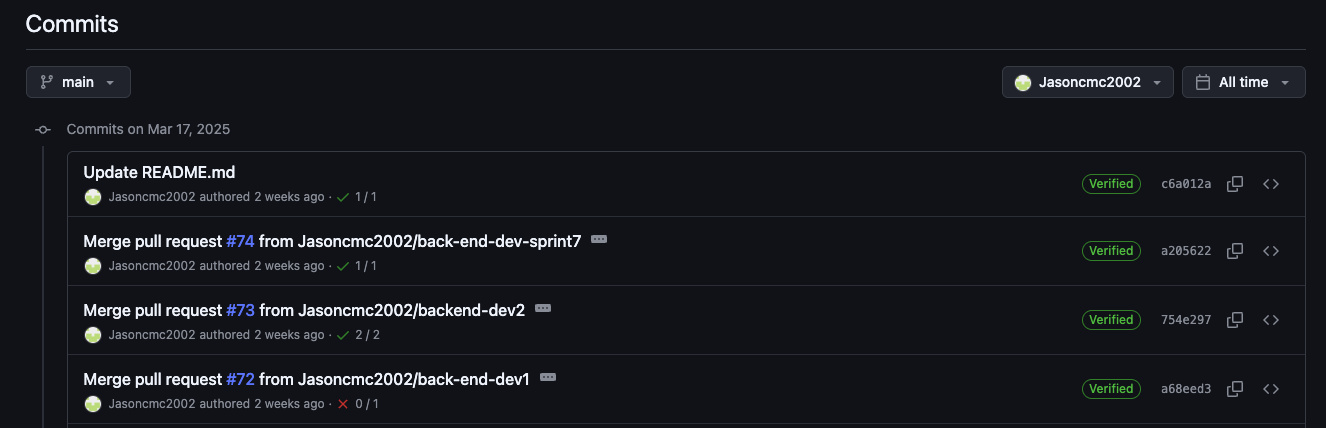 Commits
main
Jasoncmc2002
All time
Commits on Mar 17, 2025
Update README.md
Jasoncmc2002 authored 2 weeks ago · 1 / 1
Verified
c6a012a
Merge pull request #74 from Jasoncmc2002/back-end-dev-sprint7
Jasoncmc2002 authored 2 weeks ago · 1 / 1
Verified
a205622
Merge pull request #73 from Jasoncmc2002/backend-dev2
Jasoncmc2002 authored 2 weeks ago · 2 / 2
Verified
754e297
Merge pull request #72 from Jasoncmc2002/back-end-dev1
Jasoncmc2002 authored 2 weeks ago · 0 / 1
Verified
a68eed3